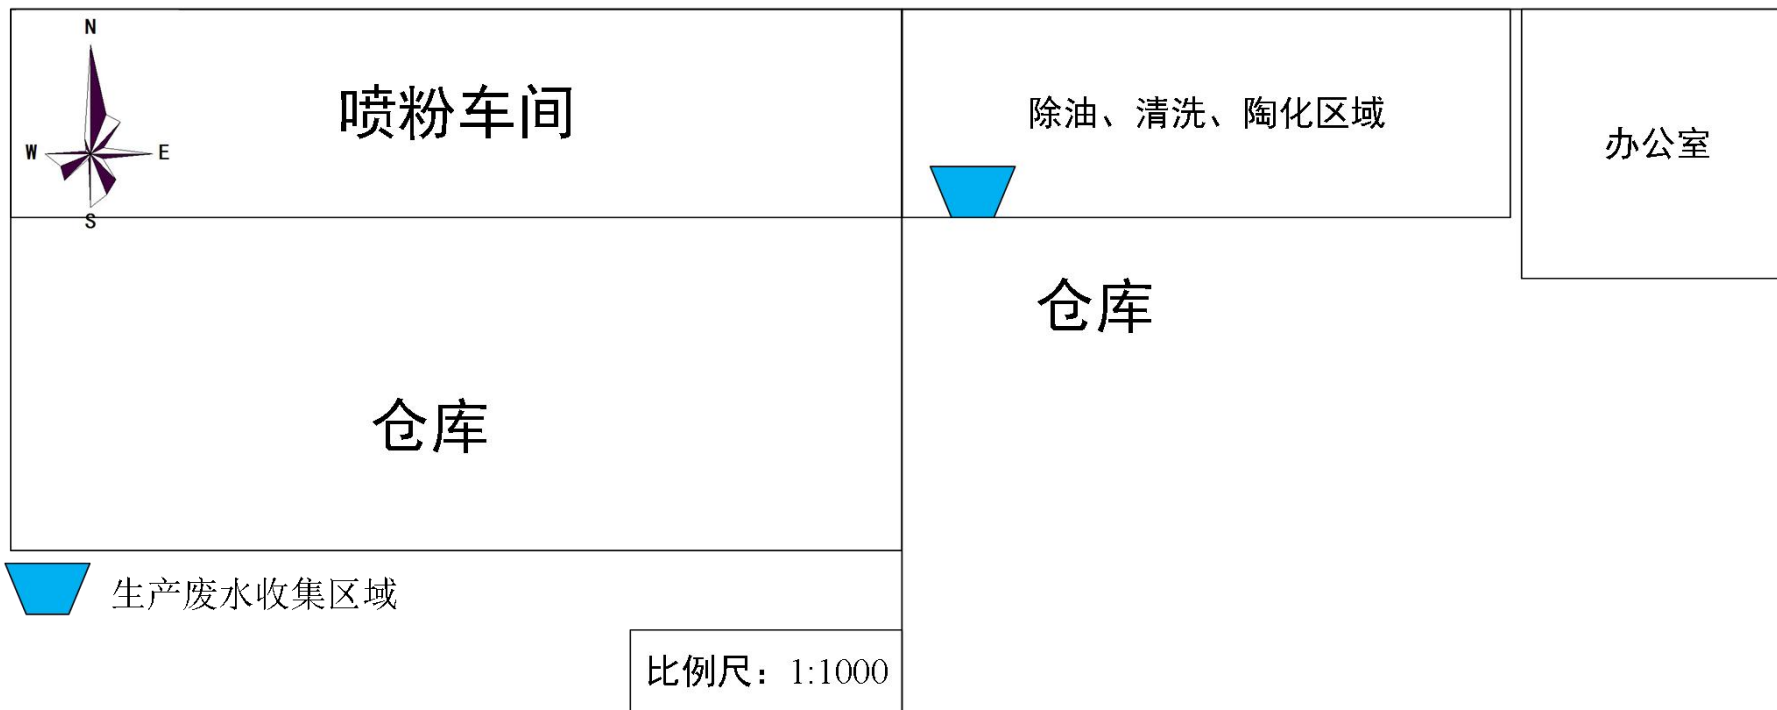 N
W
E
S
喷粉车间
除油、清洗、陶化区域
办公室
仓库
仓库
生产废水收集区域
比例尺：1:1000